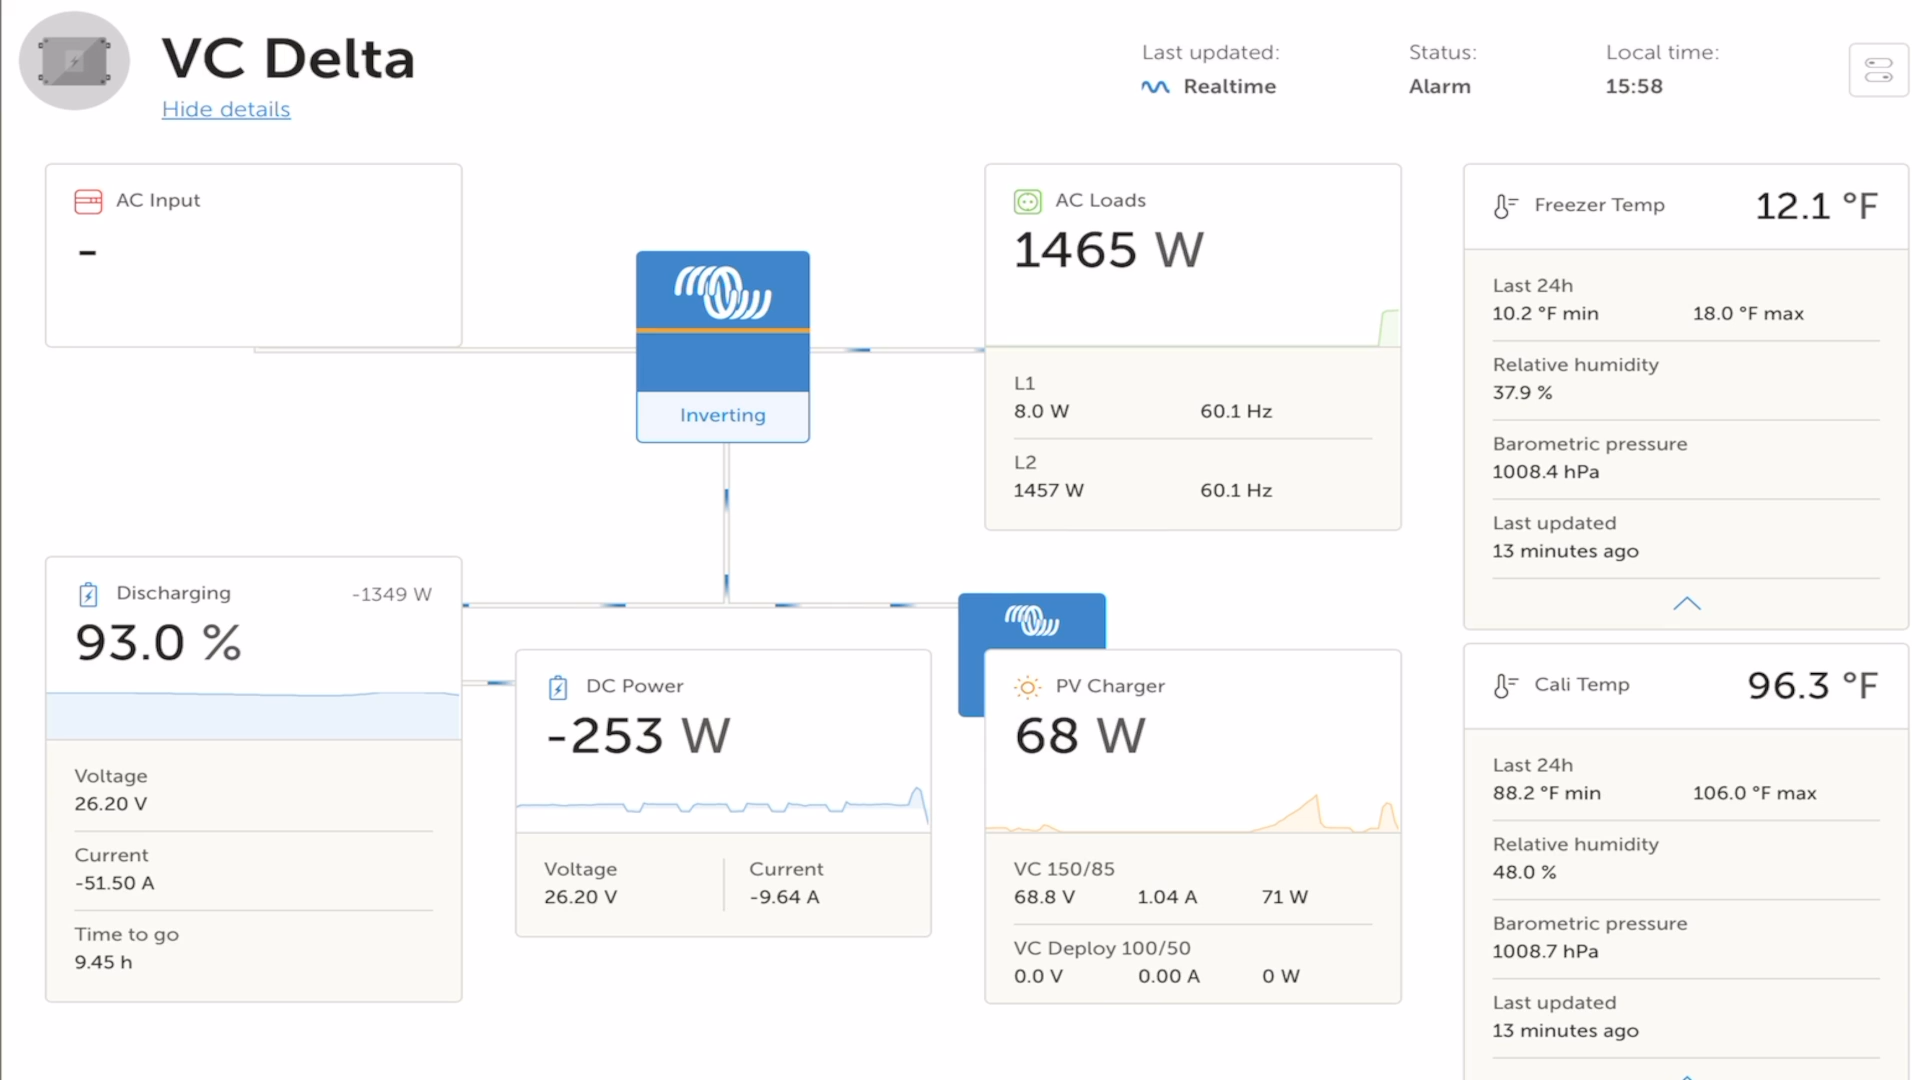 VC Delta
Hide details
Last updated:
Realtime
Status:
Alarm
Local time:
15:58
AC Input
-
Inverting
AC Loads
1465 W
L1
8.0 W 60.1 Hz
L2
1457 W 60.1 Hz
Discharging -1349 W
93.0 %
Voltage
26.20 V
Current
-51.50 A
Time to go
9.45 h
DC Power
-253 W
Voltage
26.20 V
Current
-9.64 A
PV Charger
68 W
VC 150/85
68.8 V 1.04 A 71 W
VC Deploy 100/50
0.0 V 0.00 A 0 W
Freezer Temp 12.1 °F
Last 24h
10.2 °F min 18.0 °F max
Relative humidity
37.9 %
Barometric pressure
1008.4 hPa
Last updated
13 minutes ago
Cali Temp 96.3 °F
Last 24h
88.2 °F min 106.0 °F max
Relative humidity
48.0 %
Barometric pressure
1008.7 hPa
Last updated
13 minutes ago